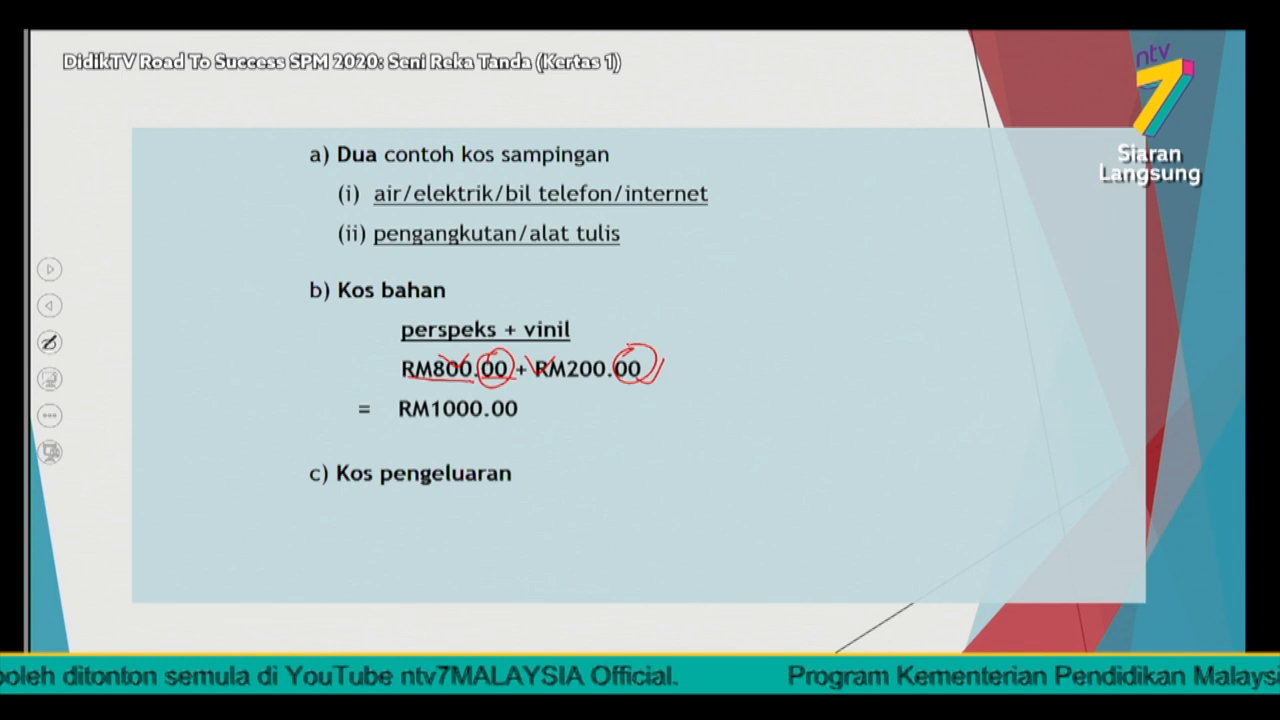 DidikTV Road To Success SPM 2020: Seni Reka Tanda (Kertas 1)
ntv
7
Siaran
Langsung
a) Dua contoh kos sampingan
(i) air/elektrik/bil telefon/internet
(ii) pengangkutan/alat tulis
b) Kos bahan
perspeks + vinil
RM800.00 + RM200.00
= RM1000.00
c) Kos pengeluaran
boleh ditonton semula di YouTube ntv7MALAYSIA Official. Program Kementerian Pendidikan Malaysi